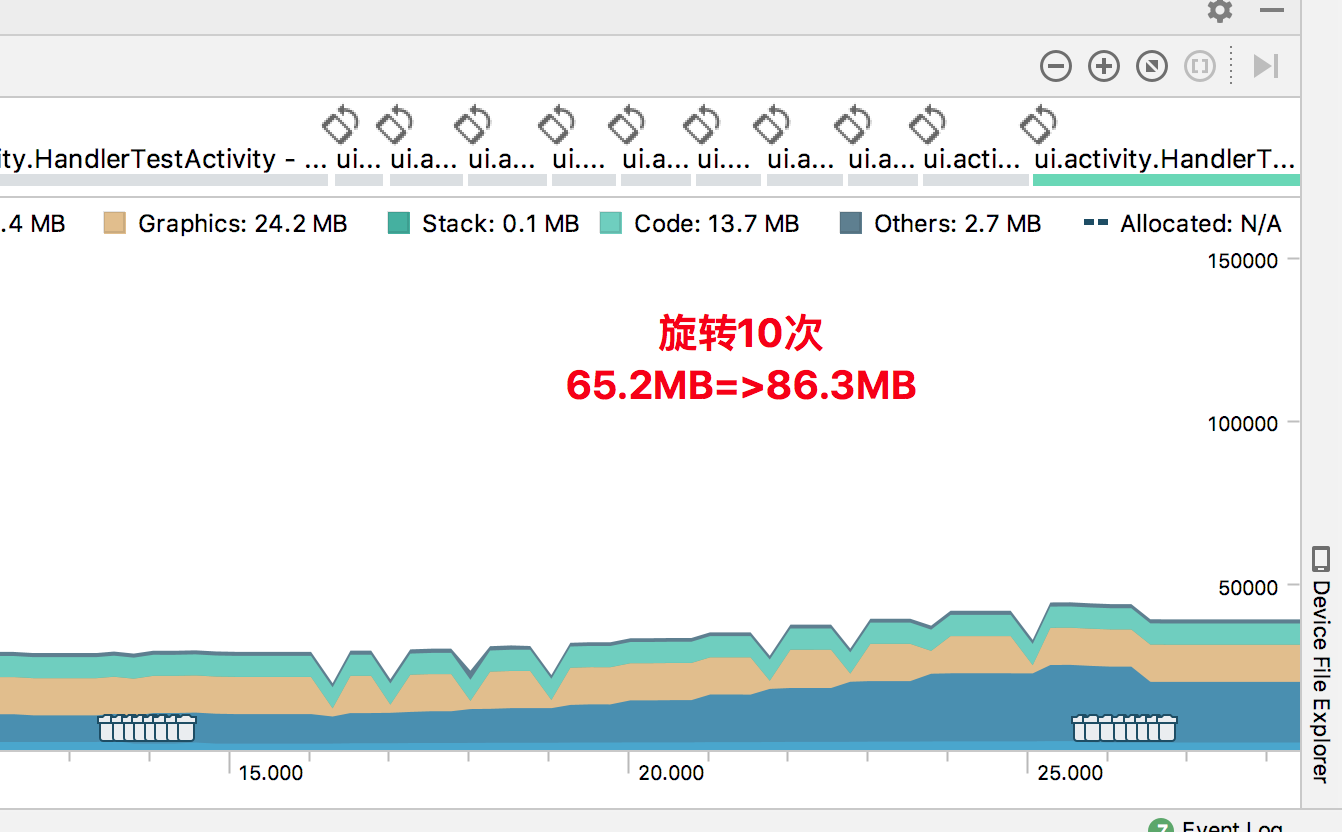 ity.HandlerTestActivity - ... ui... ui.a... ui.a... ui.... ui.a... ui.... ui.a... ui.a... ui.acti... ui.activity.HandlerT...
.4 MB Graphics: 24.2 MB Stack: 0.1 MB Code: 13.7 MB Others: 2.7 MB Allocated: N/A
150000
旋转10次
65.2MB=>86.3MB
100000
50000
15.000 20.000 25.000
Device File Explorer
7 Event Log